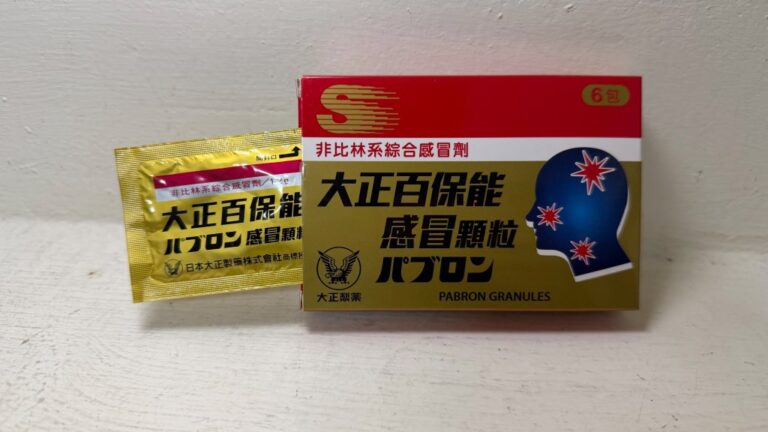 開封口
非比林系綜合感冒劑
大正百保能
パブロン 感冒顆粒
日本大正製藥株式會社
S
6包
非比林系綜合感冒劑
大正百保能
感冒顆粒
パブロン
大正製薬
PABRON GRANULES